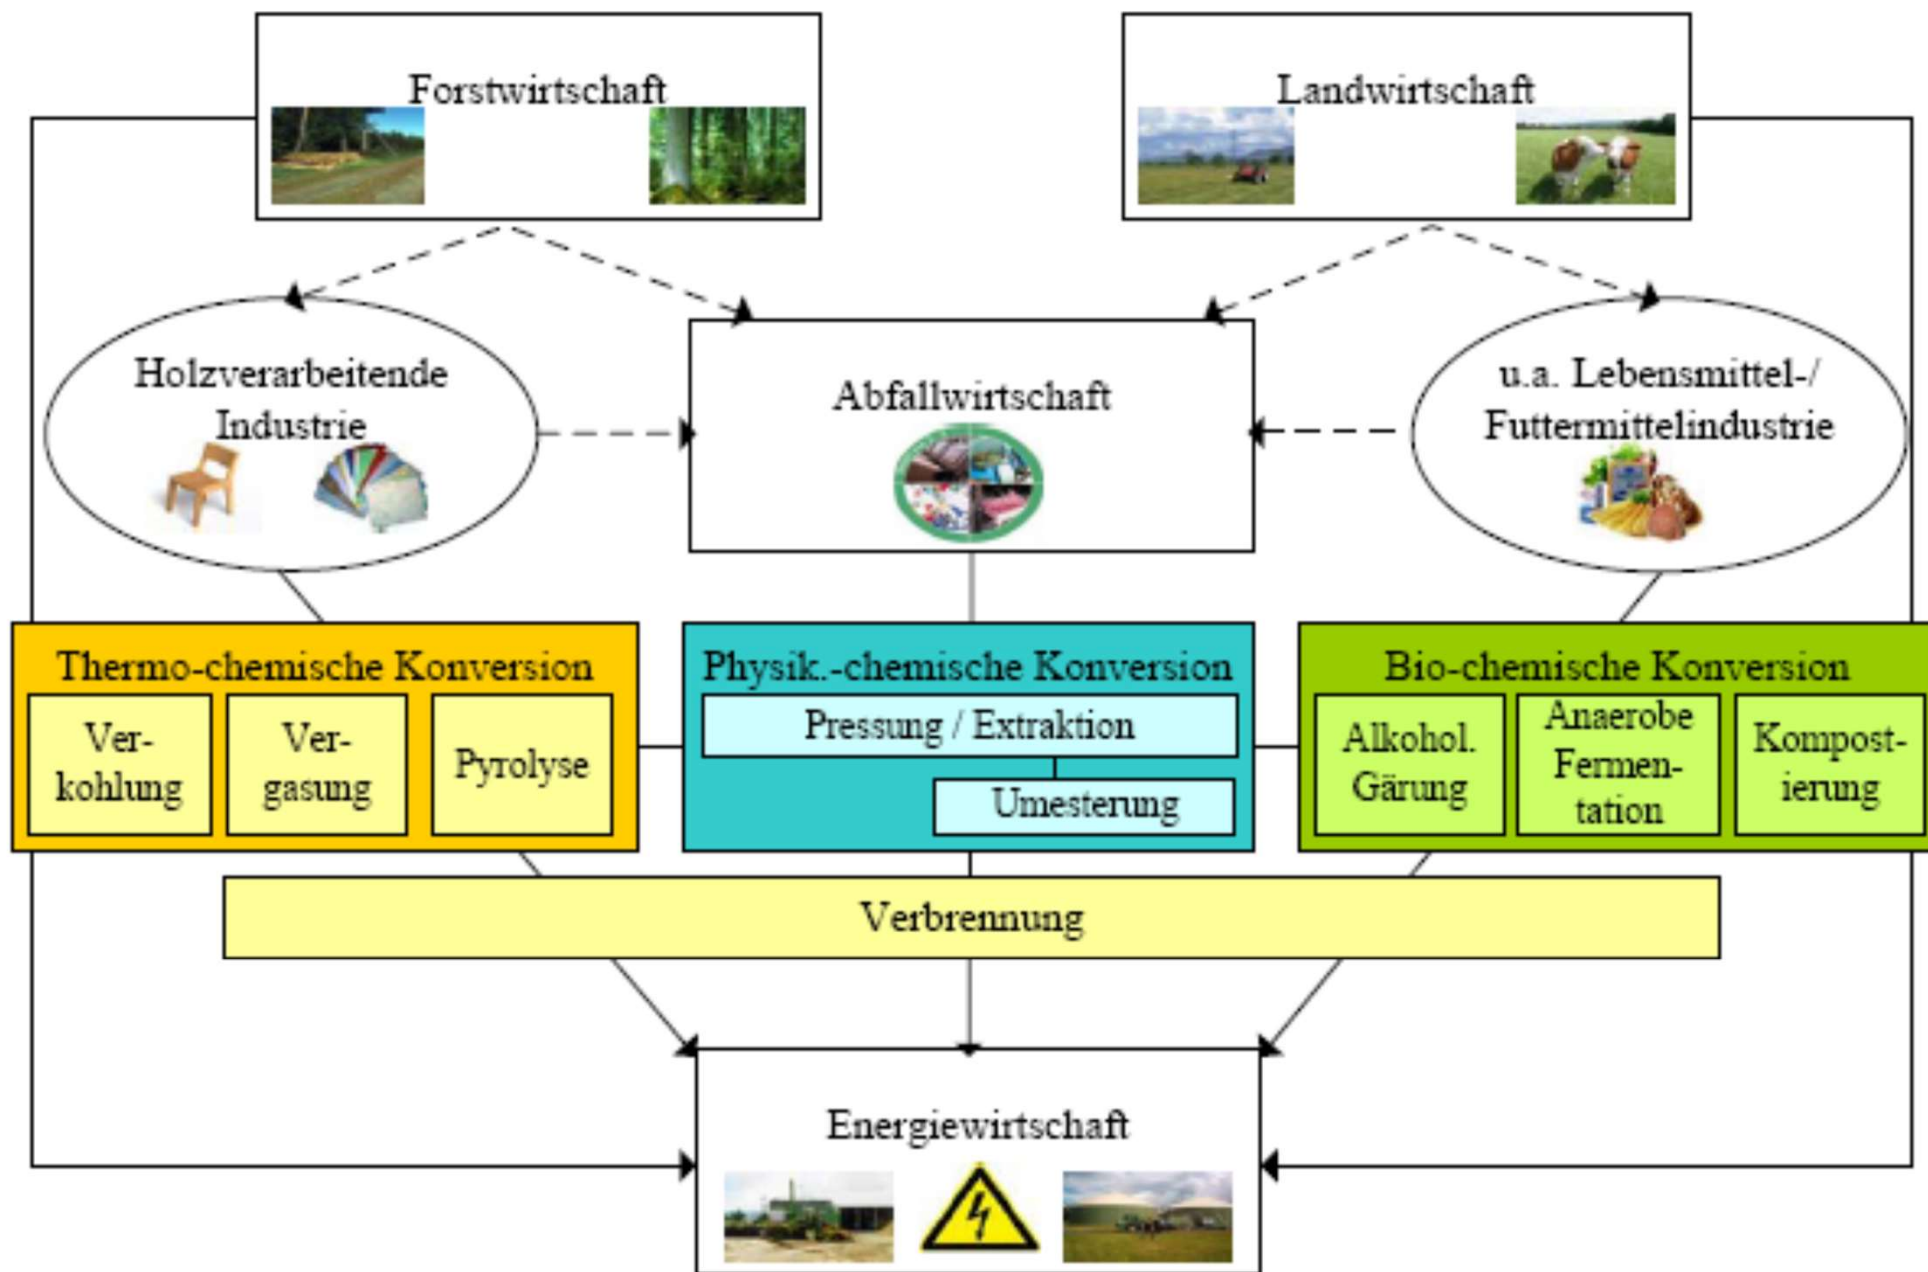 Forstwirtschaft
Landwirtschaft
Holzverarbeitende
Industrie
Abfallwirtschaft
u.a. Lebensmittel-/
Futtermittelindustrie
Thermo-chemische Konversion
Ver-
kohlung
Ver-
gasung
Pyrolyse
Physik.-chemische Konversion
Pressung / Extraktion
Umesterung
Bio-chemische Konversion
Alkohol.
Gärung
Anaerobe
Fermen-
tation
Kompost-
ierung
Verbrennung
Energiewirtschaft